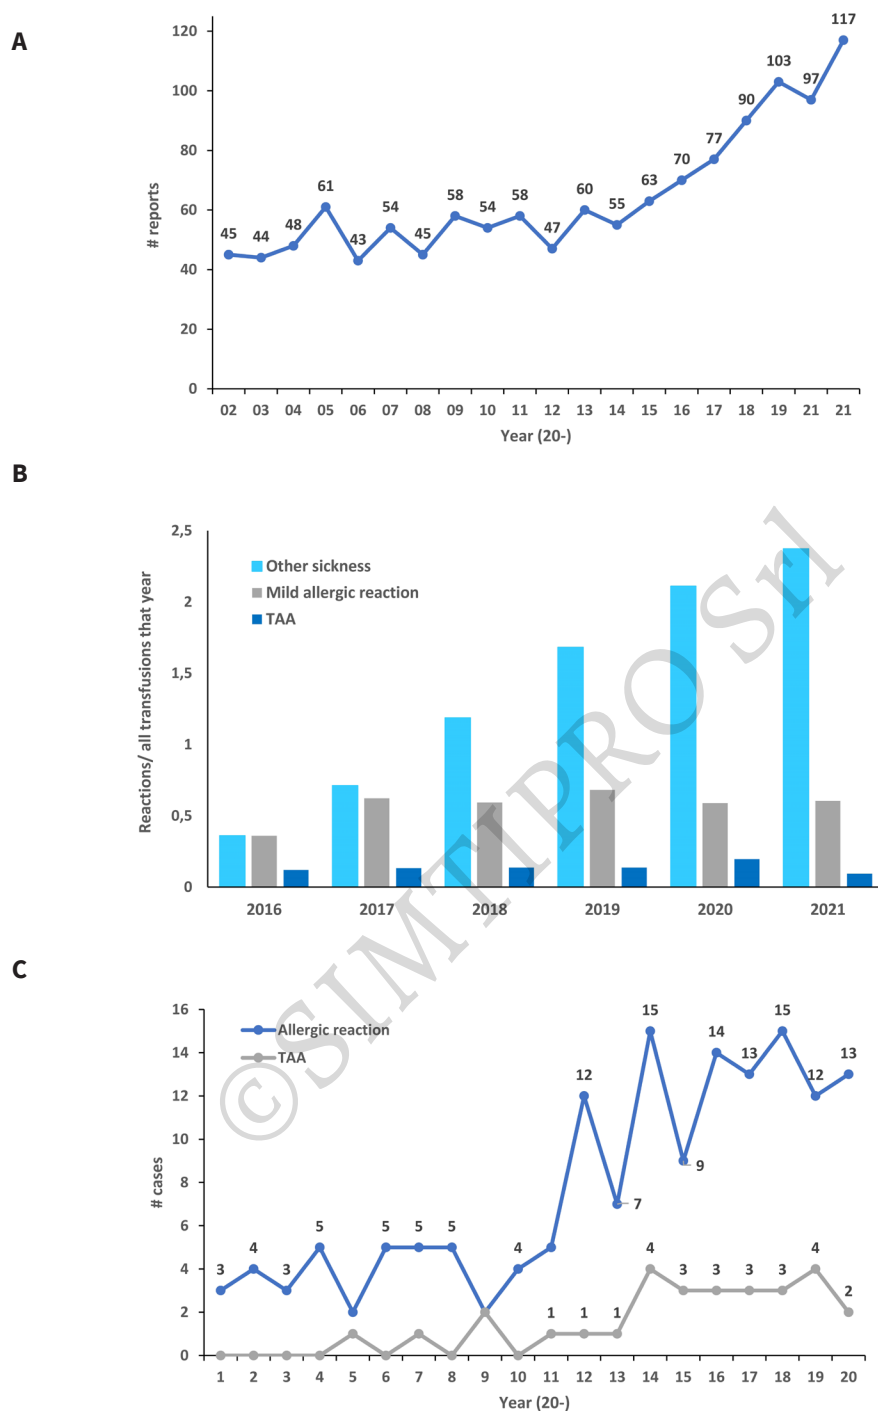 A
120
100
80
60
40
20
0
# reports
45 44 48 61 43 54 45 58 54 58 47 60 55 63 70 77 90 103 97 117
02 03 04 05 06 07 08 09 10 11 12 13 14 15 16 17 18 19 21 21
Year (20-)
B
2,5
2
1,5
1
0,5
0
Reactions/ all transfusions that year
Other sickness
Mild allergic reaction
TAA
2016 2017 2018 2019 2020 2021
C
16
14
12
10
8
6
4
2
0
# cases
Allergic reaction
TAA
3 4 3 5 5 5 5 4 12 7 15 9 14 13 15 12 13
1 1 1 4 3 3 3 3 4 2
1 2 3 4 5 6 7 8 9 10 11 12 13 14 15 16 17 18 19 20
Year (20-)
©SIMTIPRO Srl